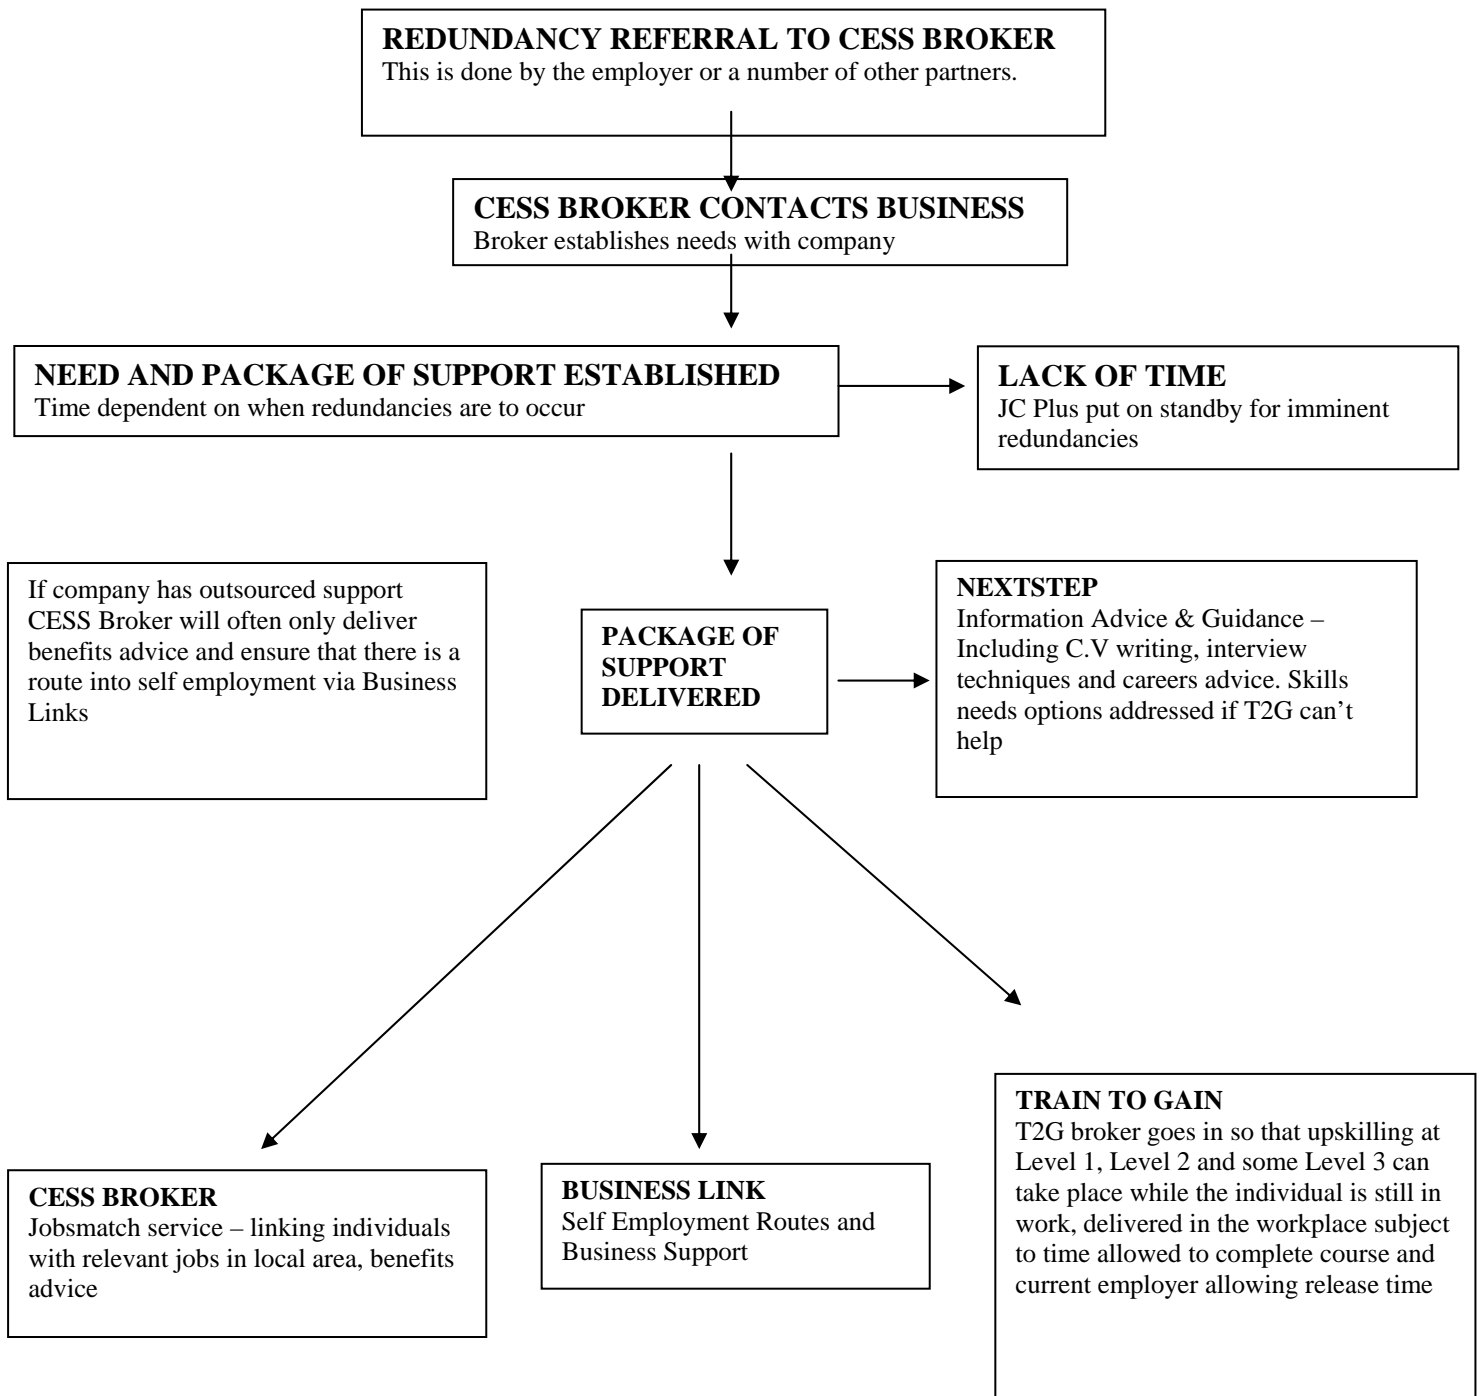 REDUNDANCY REFERRAL TO CESS BROKER
This is done by the employer or a number of other partners.
CESS BROKER CONTACTS BUSINESS
Broker establishes needs with company
NEED AND PACKAGE OF SUPPORT ESTABLISHED
Time dependent on when redundancies are to occur
LACK OF TIME
JC Plus put on standby for imminent
redundancies
If company has outsourced support
CESS Broker will often only deliver
benefits advice and ensure that there is a
route into self employment via Business
Links
PACKAGE OF
SUPPORT
DELIVERED
NEXTSTEP
Information Advice & Guidance –
Including C.V writing, interview
techniques and careers advice. Skills
needs options addressed if T2G can’t
help
CESS BROKER
Jobsmatch service – linking individuals
with relevant jobs in local area, benefits
advice
BUSINESS LINK
Self Employment Routes and
Business Support
TRAIN TO GAIN
T2G broker goes in so that upskilling at
Level 1, Level 2 and some Level 3 can
take place while the individual is still in
work, delivered in the workplace subject
to time allowed to complete course and
current employer allowing release time